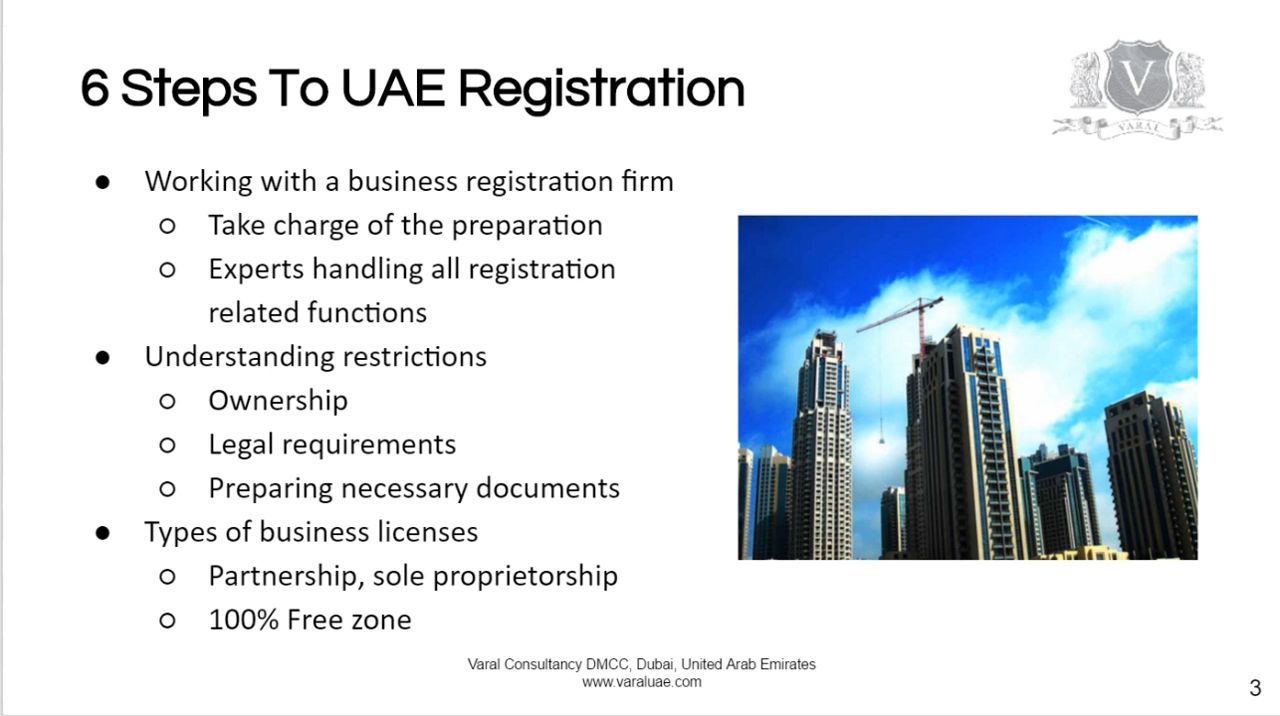 6 Steps To UAE Registration
VARAL
● Working with a business registration firm
○ Take charge of the preparation
○ Experts handling all registration
related functions
● Understanding restrictions
○ Ownership
○ Legal requirements
○ Preparing necessary documents
● Types of business licenses
○ Partnership, sole proprietorship
○ 100% Free zone
Varal Consultancy DMCC, Dubai, United Arab Emirates
www.varaluae.com
3